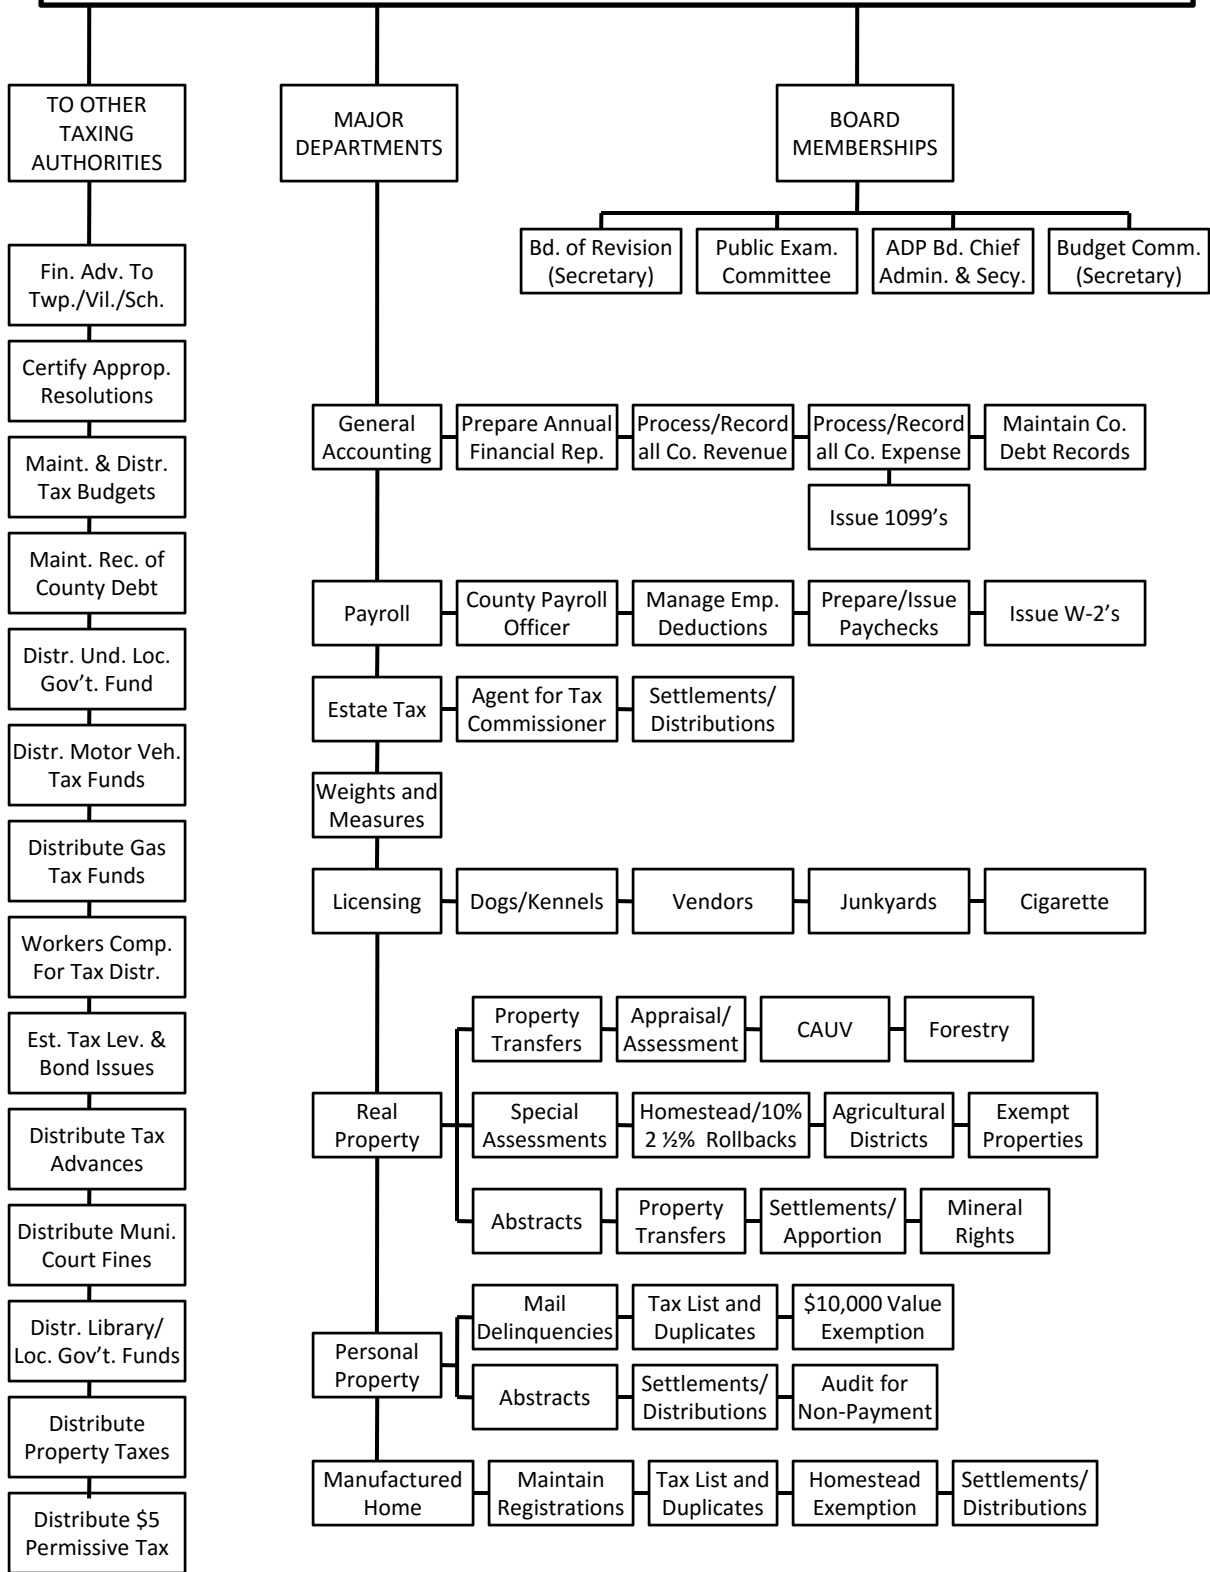 TO OTHER
TAXING
AUTHORITIES
MAJOR
DEPARTMENTS
BOARD
MEMBERSHIPS
Bd. of Revision
(Secretary)
Public Exam.
Committee
ADP Bd. Chief
Admin. & Secy.
Budget Comm.
(Secretary)
Fin. Adv. To
Twp./Vil./Sch.
Certify Approp.
Resolutions
Maint. & Distr.
Tax Budgets
Maint. Rec. of
County Debt
Distr. Und. Loc.
Gov’t. Fund
Distr. Motor Veh.
Tax Funds
Distribute Gas
Tax Funds
Workers Comp.
For Tax Distr.
Est. Tax Lev. &
Bond Issues
Distribute Tax
Advances
Distribute Muni.
Court Fines
Distr. Library/
Loc. Gov’t. Funds
Distribute
Property Taxes
Distribute $5
Permissive Tax
General
Accounting
Prepare Annual
Financial Rep.
Process/Record
all Co. Revenue
Process/Record
all Co. Expense
Maintain Co.
Debt Records
Issue 1099’s
Payroll
County Payroll
Officer
Manage Emp.
Deductions
Prepare/Issue
Paychecks
Issue W-2’s
Estate Tax
Agent for Tax
Commissioner
Settlements/
Distributions
Weights and
Measures
Licensing
Dogs/Kennels
Vendors
Junkyards
Cigarette
Real
Property
Property
Transfers
Appraisal/
Assessment
CAUV
Forestry
Special
Assessments
Homestead/10%
2 ½% Rollbacks
Agricultural
Districts
Exempt
Properties
Abstracts
Property
Transfers
Settlements/
Apportion
Mineral
Rights
Personal
Property
Mail
Delinquencies
Tax List and
Duplicates
$10,000 Value
Exemption
Abstracts
Settlements/
Distributions
Audit for
Non-Payment
Manufactured
Home
Maintain
Registrations
Tax List and
Duplicates
Homestead
Exemption
Settlements/
Distributions